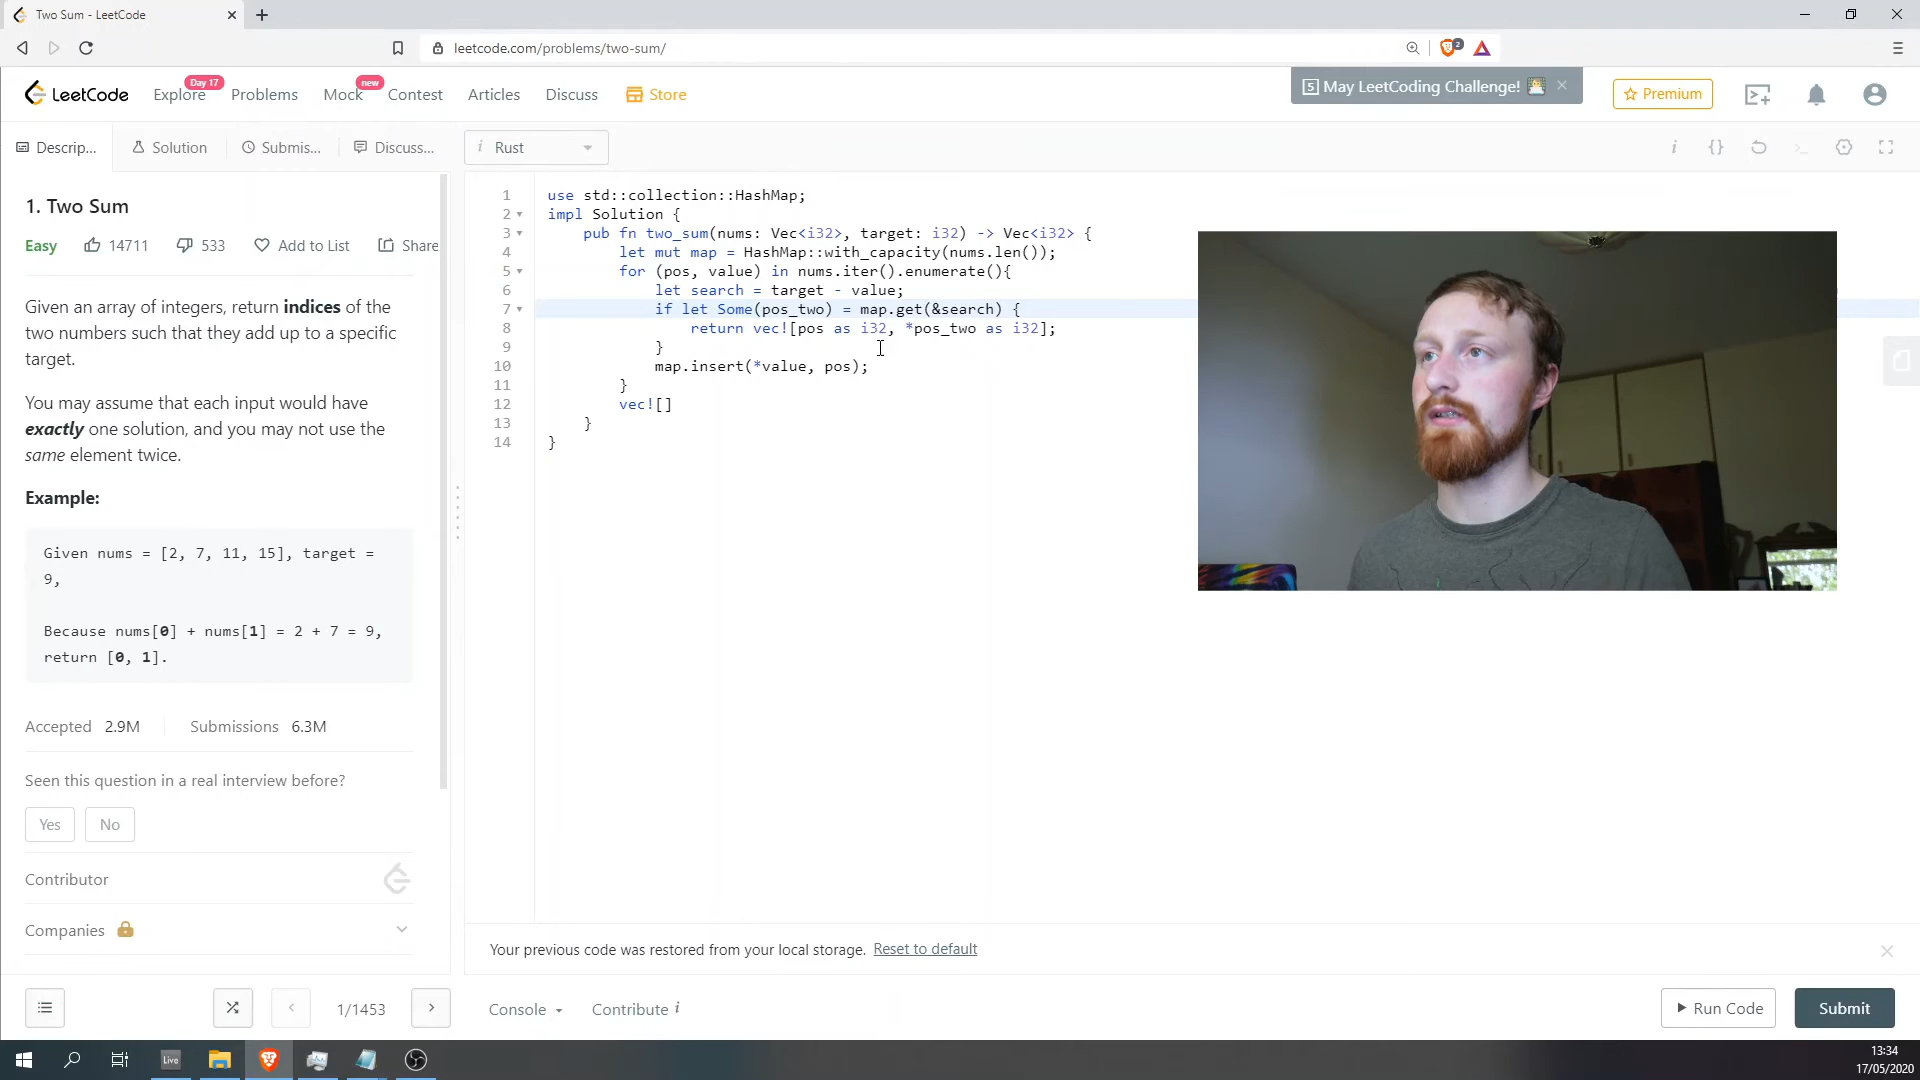 Two Sum - LeetCode
leetcode.com/problems/two-sum/
2
LeetCode
Explore
Day 17
Problems
Mock
new
Contest
Articles
Discuss
Store
5 May LeetCoding Challenge!
Premium
Descrip...
Solution
Submis...
Discuss...
i Rust
i {}
1. Two Sum
Easy 14711 533 Add to List Share
Given an array of integers, return indices of the
two numbers such that they add up to a specific
target.
You may assume that each input would have
exactly one solution, and you may not use the
same element twice.
Example:
Given nums = [2, 7, 11, 15], target =
9,
Because nums[0] + nums[1] = 2 + 7 = 9,
return [0, 1].
Accepted 2.9M Submissions 6.3M
Seen this question in a real interview before?
Yes No
Contributor
Companies
1 use std::collection::HashMap;
2 impl Solution {
3 pub fn two_sum(nums: Vec<i32>, target: i32) -> Vec<i32> {
4 let mut map = HashMap::with_capacity(nums.len());
5 for (pos, value) in nums.iter().enumerate(){
6 let search = target - value;
7 if let Some(pos_two) = map.get(&search) {
8 return vec![pos as i32, *pos_two as i32];
9 }
10 map.insert(*value, pos);
11 }
12 vec![]
13 }
14 }
Your previous code was restored from your local storage. Reset to default
1/1453
Console
Contribute i
Run Code
Submit
Live
13:34
17/05/2020